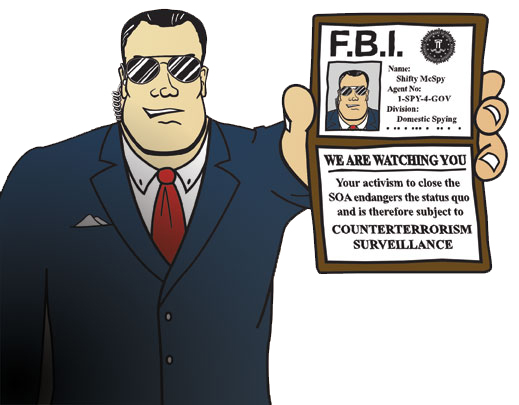 F.B.I.
Name:
Shifty McSpy
Agent No:
1-SPY-4-GOV
Division:
Domestic Spying
WE ARE WATCHING YOU
Your activism to close the
SOA endangers the status quo
and is therefore subject to
COUNTERTERRORISM
SURVEILLANCE